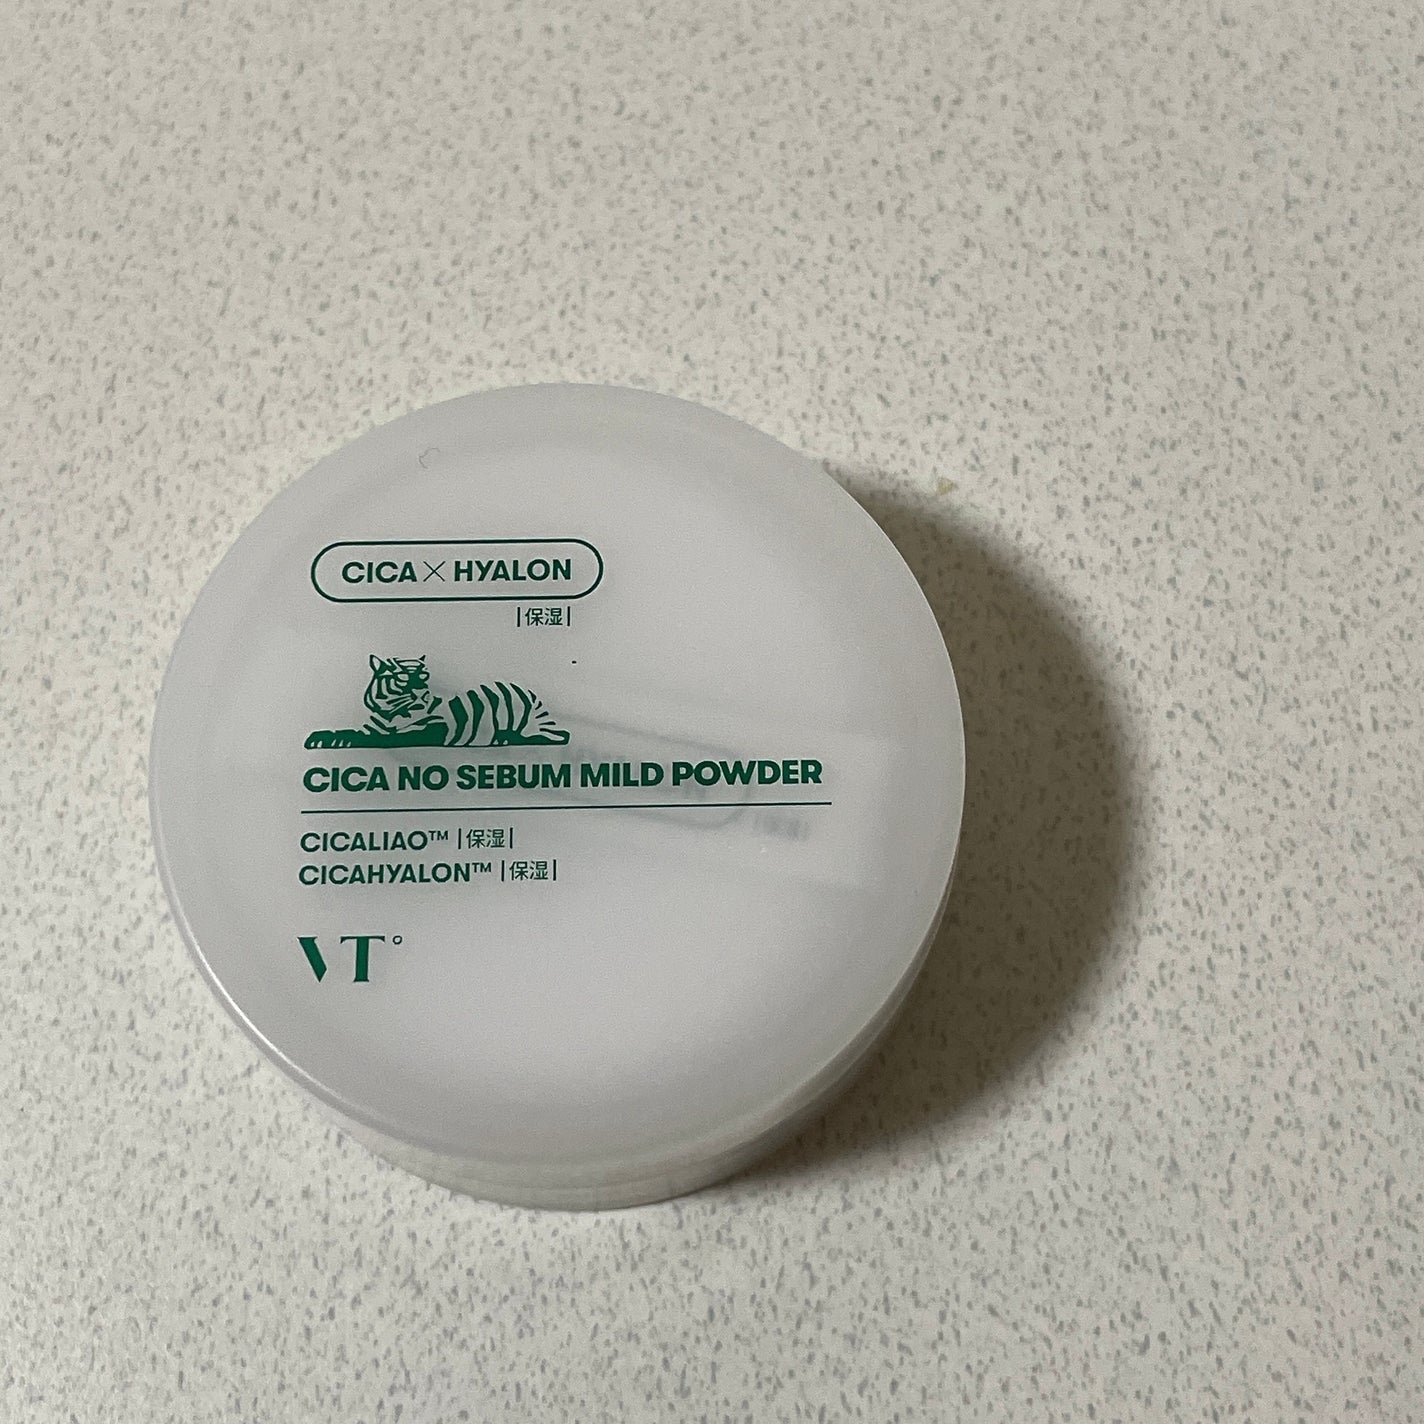 CICA×HYALON
|保湿|
CICA NO SEBUM MILD POWDER
CICALIAO™ |保湿|
CICAHYALON™ |保湿|
VT°